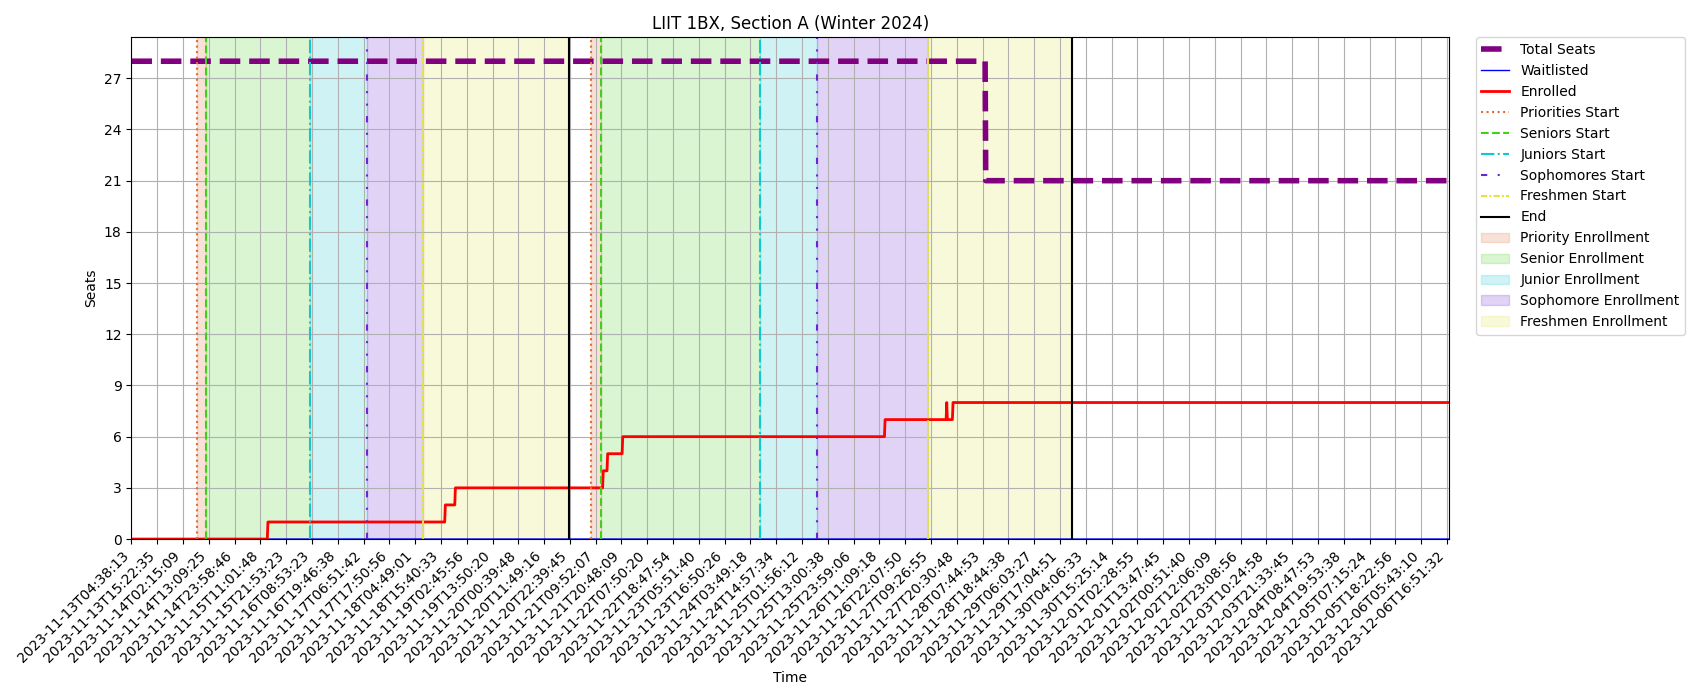 LIIT 1BX, Section A (Winter 2024)
Total Seats
Waitlisted
Enrolled
Priorities Start
Seniors Start
Juniors Start
Sophomores Start
Freshmen Start
End
Priority Enrollment
Senior Enrollment
Junior Enrollment
Sophomore Enrollment
Freshmen Enrollment
Seats
27
24
21
18
15
12
9
6
3
0
2023-11-13T04:38:13
2023-11-13T15:22:35
2023-11-14T02:15:09
2023-11-14T13:09:25
2023-11-14T23:58:46
2023-11-15T11:01:48
2023-11-15T21:53:23
2023-11-16T08:53:23
2023-11-16T19:46:38
2023-11-17T06:51:42
2023-11-17T17:50:56
2023-11-18T04:49:01
2023-11-18T15:40:33
2023-11-19T02:45:56
2023-11-19T13:50:20
2023-11-20T00:39:48
2023-11-20T11:49:16
2023-11-20T22:39:45
2023-11-21T09:52:07
2023-11-21T20:48:09
2023-11-22T07:50:20
2023-11-22T18:47:54
2023-11-23T05:51:40
2023-11-23T16:50:26
2023-11-24T03:49:18
2023-11-24T14:57:34
2023-11-25T01:56:12
2023-11-25T13:00:38
2023-11-25T23:59:06
2023-11-26T11:09:18
2023-11-26T22:07:50
2023-11-27T09:26:55
2023-11-27T20:30:48
2023-11-28T07:44:53
2023-11-28T18:44:38
2023-11-29T06:03:27
2023-11-29T17:04:51
2023-11-30T04:06:33
2023-11-30T15:25:14
2023-12-01T02:28:55
2023-12-01T13:47:45
2023-12-02T00:51:40
2023-12-02T12:06:09
2023-12-02T23:08:56
2023-12-03T10:24:58
2023-12-03T21:33:45
2023-12-04T08:47:53
2023-12-04T19:53:38
2023-12-05T07:15:24
2023-12-05T18:22:56
2023-12-06T05:43:10
2023-12-06T16:51:32
Time